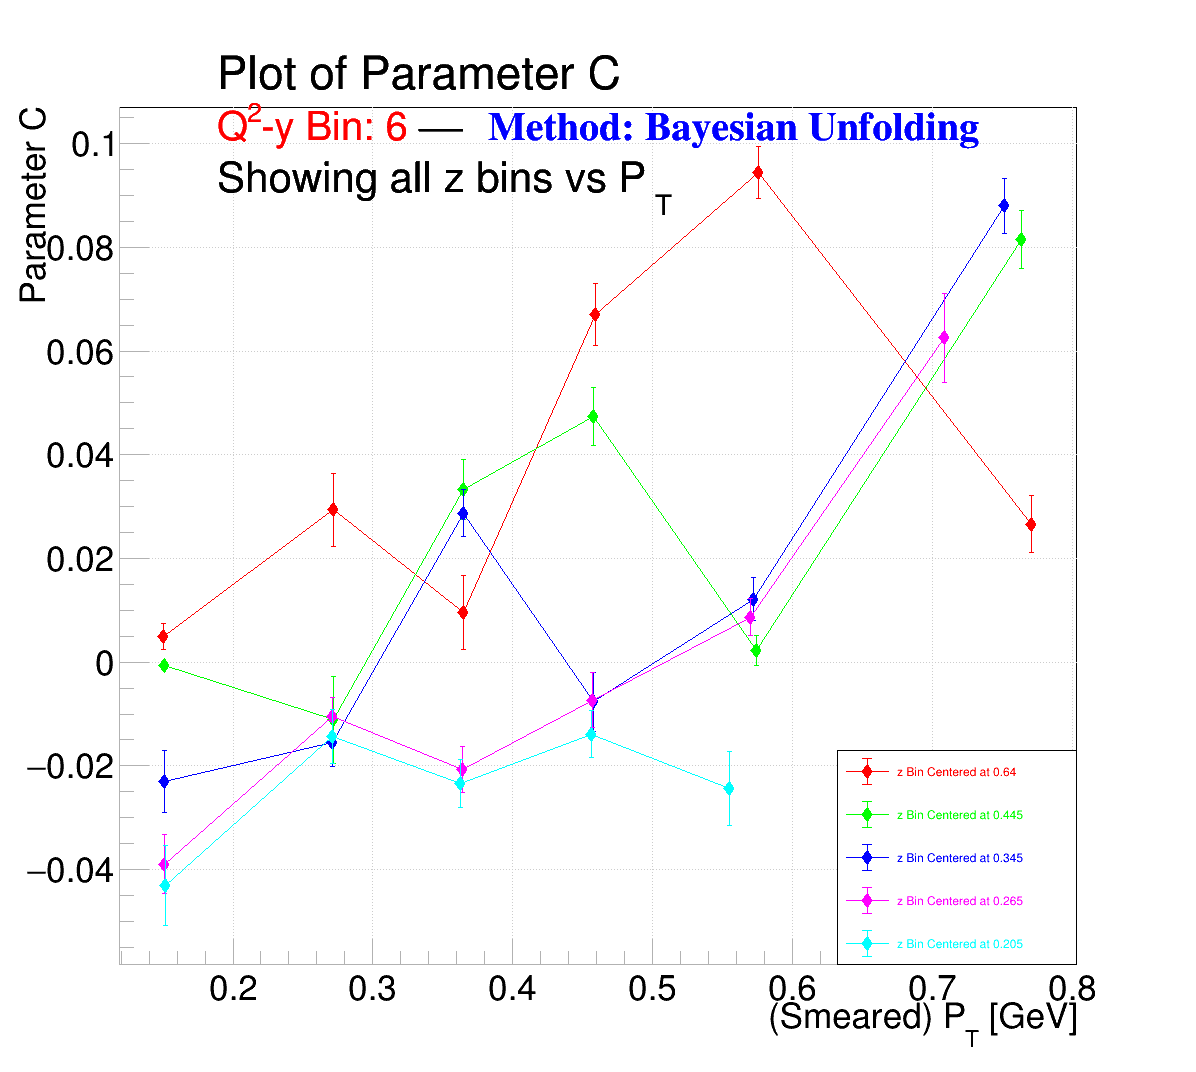 Plot of Parameter C
Q²-y Bin: 6 — Method: Bayesian Unfolding
Showing all z bins vs P_T
Parameter C
0.1
0.08
0.06
0.04
0.02
0
−0.02
−0.04
z Bin Centered at 0.64
z Bin Centered at 0.445
z Bin Centered at 0.345
z Bin Centered at 0.265
z Bin Centered at 0.205
0.2 0.3 0.4 0.5 0.6 0.7 0.8
(Smeared) P_T [GeV]